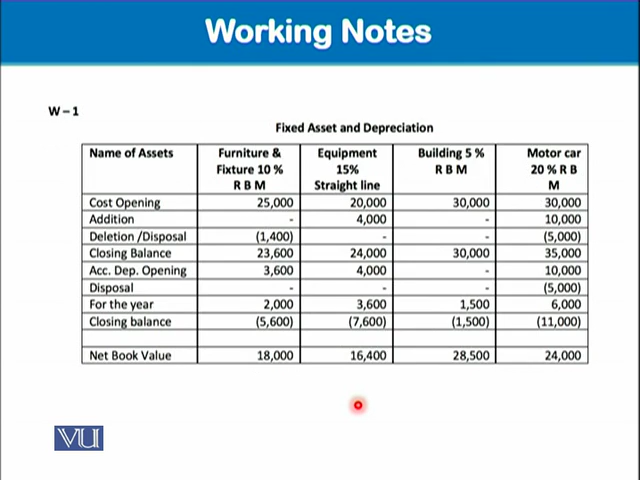 Working Notes
W – 1
Fixed Asset and Depreciation
Name of Assets | Furniture & Fixture 10 % R B M | Equipment 15% Straight line | Building 5 % R B M | Motor car 20 % R B M
Cost Opening | 25,000 | 20,000 | 30,000 | 30,000
Addition | - | 4,000 | - | 10,000
Deletion /Disposal | (1,400) | - | - | (5,000)
Closing Balance | 23,600 | 24,000 | 30,000 | 35,000
Acc. Dep. Opening | 3,600 | 4,000 | - | 10,000
Disposal | - | - | - | (5,000)
For the year | 2,000 | 3,600 | 1,500 | 6,000
Closing balance | (5,600) | (7,600) | (1,500) | (11,000)
Net Book Value | 18,000 | 16,400 | 28,500 | 24,000
VU